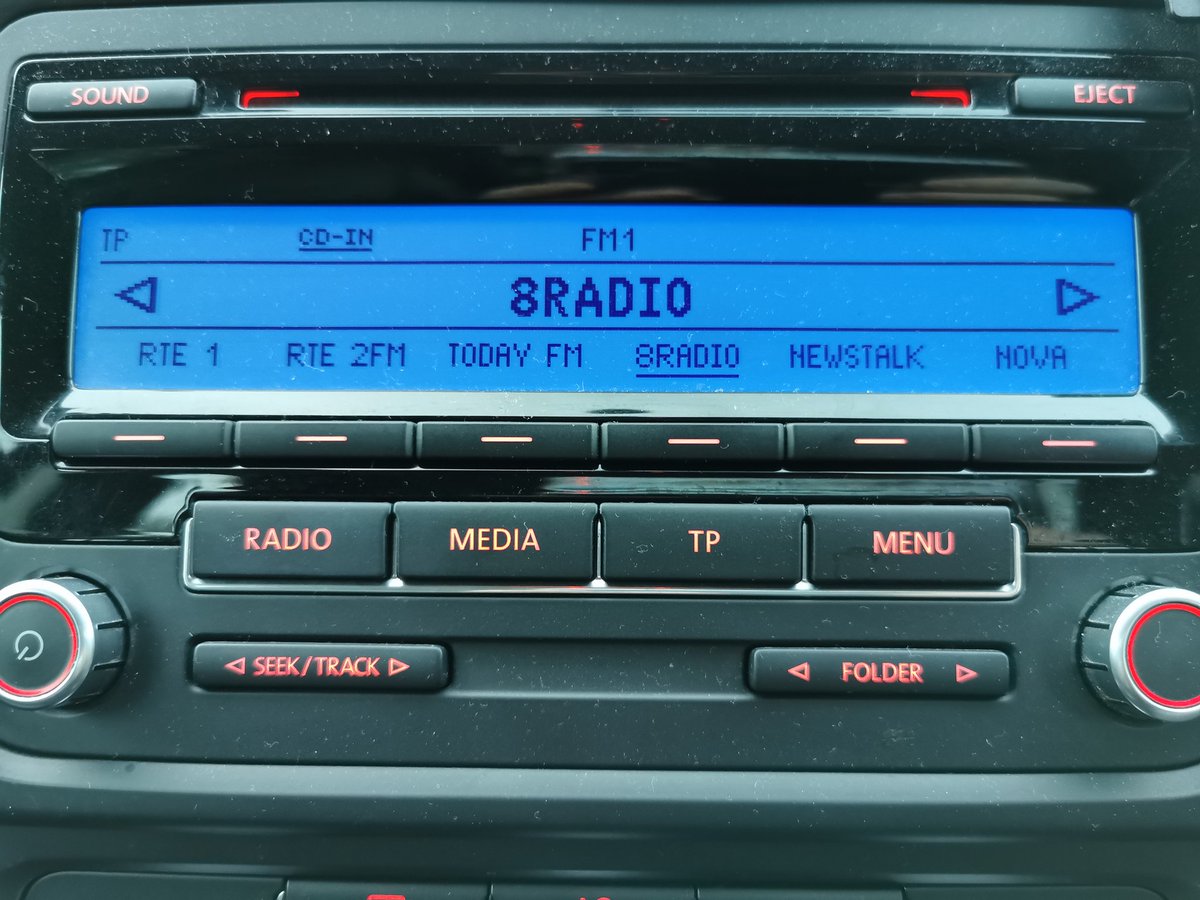 SOUND EJECT
TP CD-IN FM1
8RADIO
RTE 1 RTE 2FM TODAY FM 8RADIO NEWSTALK NOVA
RADIO MEDIA TP MENU
SEEK/TRACK FOLDER